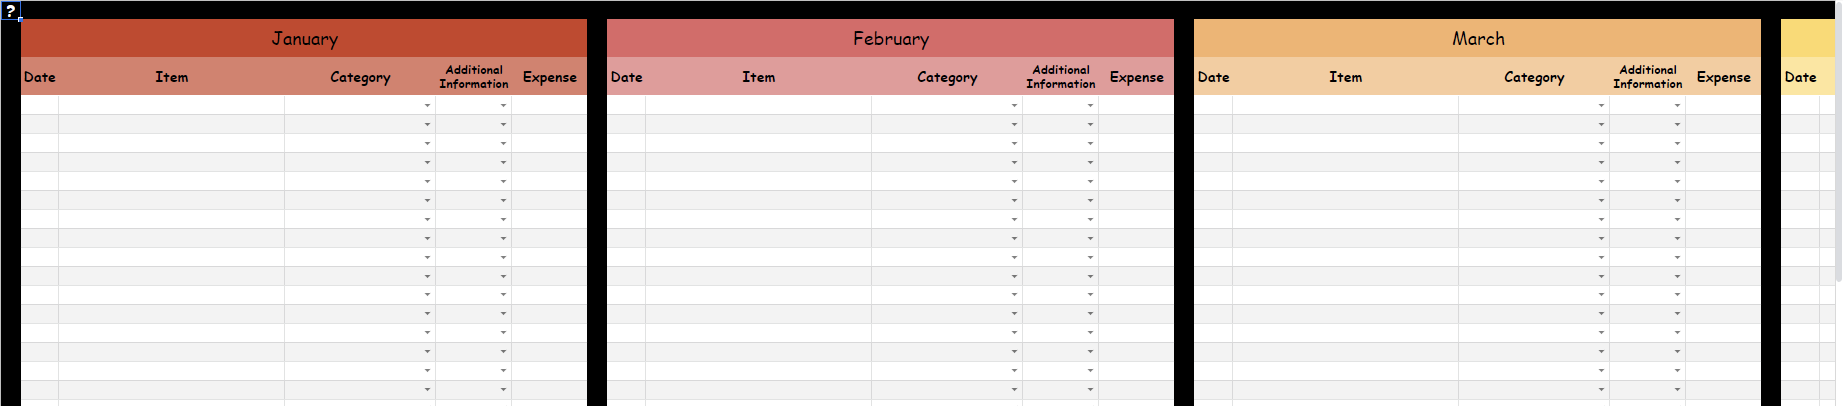 ?
January February March
Date Item Category Additional Information Expense Date Item Category Additional Information Expense Date Item Category Additional Information Expense Date